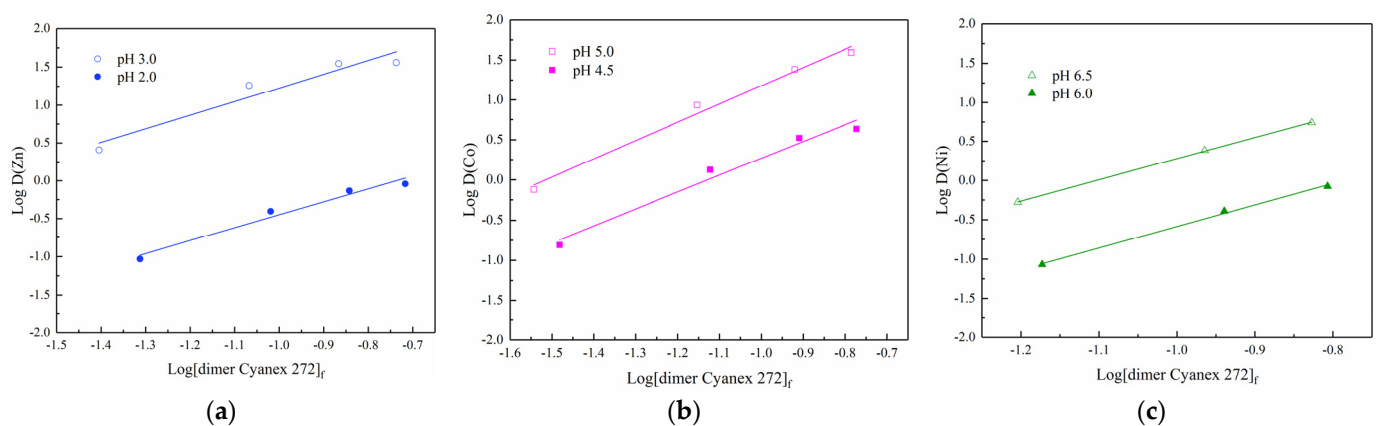 2.0
1.5
1.0
0.5
0.0
-0.5
-1.0
-1.5
-2.0
Log D(Zn)
pH 3.0
pH 2.0
-1.5 -1.4 -1.3 -1.2 -1.1 -1.0 -0.9 -0.8 -0.7
Log[dimer Cyanex 272]f
(a)
2.0
1.5
1.0
0.5
0.0
-0.5
-1.0
-1.5
-2.0
Log D(Co)
pH 5.0
pH 4.5
-1.6 -1.5 -1.4 -1.3 -1.2 -1.1 -1.0 -0.9 -0.8 -0.7
Log[dimer Cyanex 272]f
(b)
2.0
1.5
1.0
0.5
0.0
-0.5
-1.0
-1.5
-2.0
Log D(Ni)
pH 6.5
pH 6.0
-1.2 -1.1 -1.0 -0.9 -0.8
Log[dimer Cyanex 272]f
(c)